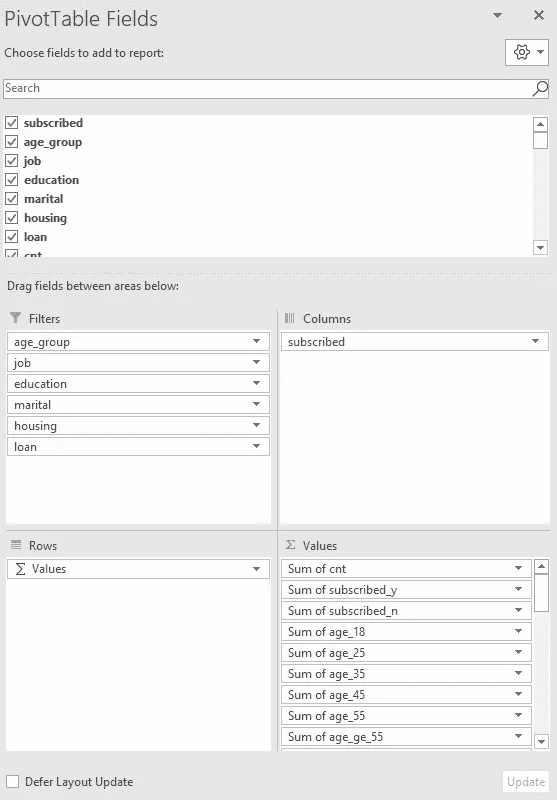 PivotTable Fields
Choose fields to add to report:
Search
subscribed
age_group
job
education
marital
housing
loan
cnt
Drag fields between areas below:
Filters
age_group
job
education
marital
housing
loan
Columns
subscribed
Rows
Σ Values
Σ Values
Sum of cnt
Sum of subscribed_y
Sum of subscribed_n
Sum of age_18
Sum of age_25
Sum of age_35
Sum of age_45
Sum of age_55
Sum of age_ge_55
Defer Layout Update
Update